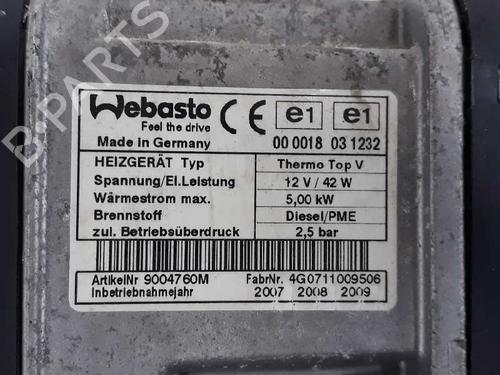 B-PARTS
Webasto
Feel the drive
CE e1 e1
Made in Germany 00 0018 03 1232
HEIZGERÄT Typ Thermo Top V
Spannung/El.Leistung 12 V / 42 W
Wärmestrom max. 5,00 kW
Brennstoff Diesel/PME
zul. Betriebsüberdruck 2,5 bar
ArtikelNr 9004760M FabrNr. 4G0711009506
Inbetriebnahmejahr 2007 2008 2009